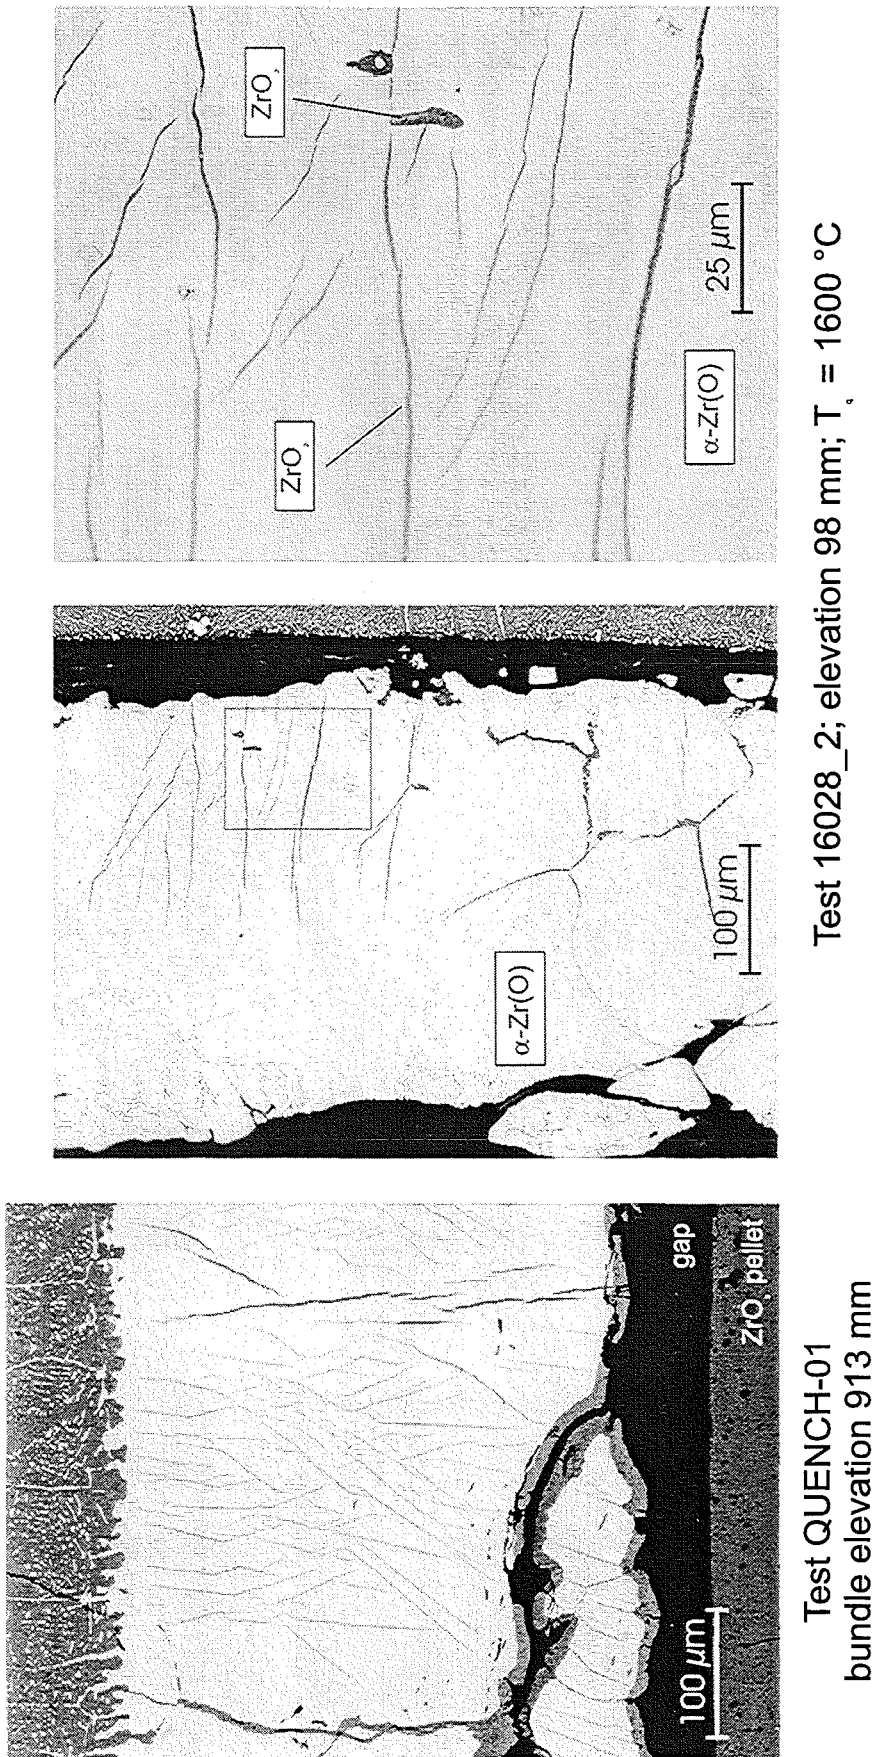 gap
ZrO₂ pellet
100 µm
Test QUENCH-01
bundle elevation 913 mm
α-Zr(O)
100 µm
ZrO₂
ZrO₂
α-Zr(O)
25 µm
Test 16028_2; elevation 98 mm; T = 1600 °C